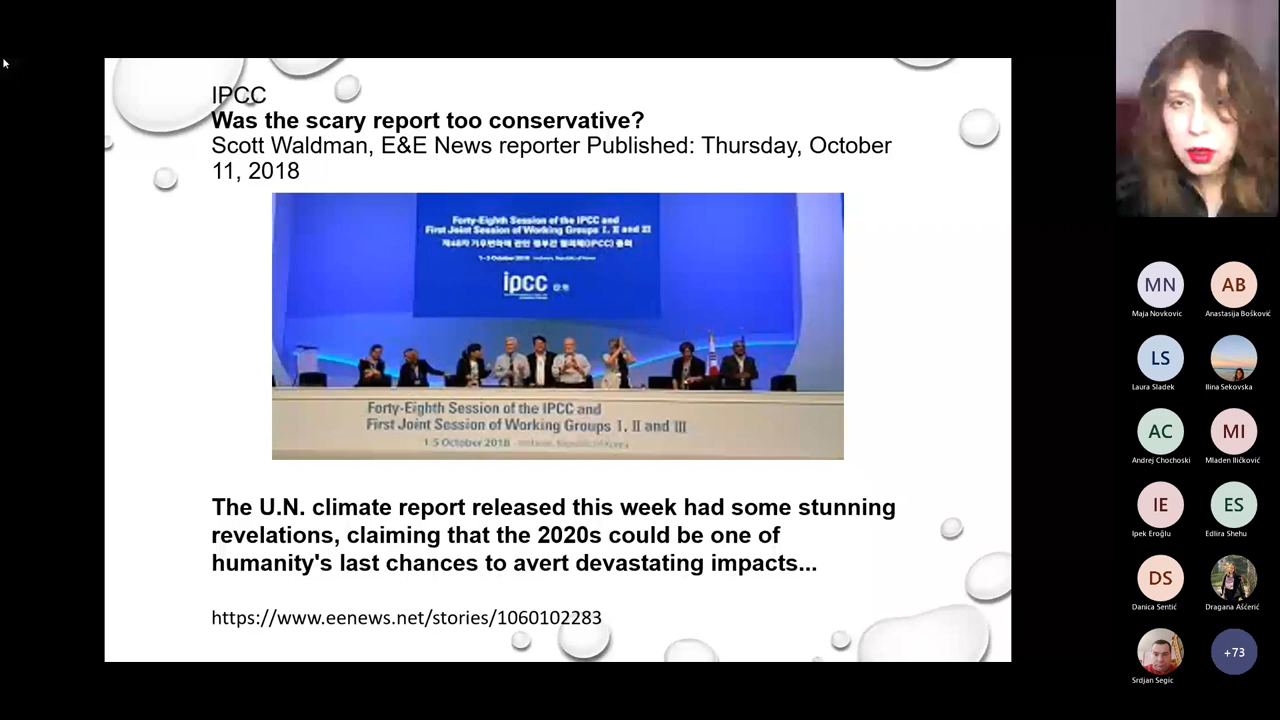 IPCC
Was the scary report too conservative?
Scott Waldman, E&E News reporter Published: Thursday, October
11, 2018
Forty-Eighth Session of the IPCC and
First Joint Session of Working Groups I, II and III
1-5 October 2018
ipcc
Forty-Eighth Session of the IPCC and
First Joint Session of Working Groups I, II and III
1-5 October 2018
The U.N. climate report released this week had some stunning
revelations, claiming that the 2020s could be one of
humanity's last chances to avert devastating impacts...
https://www.eenews.net/stories/1060102283
MN
AB
Maja Novkovic
Anastasija Bošković
LS
Laura Sladek
Ilina Sekovska
AC
MI
Andrej Chochoski
Mladen Iličković
IE
ES
Ipek Eroğlu
Edlira Shehu
DS
Danica Sentić
Dragana Aščerić
+73
Srdjan Segic